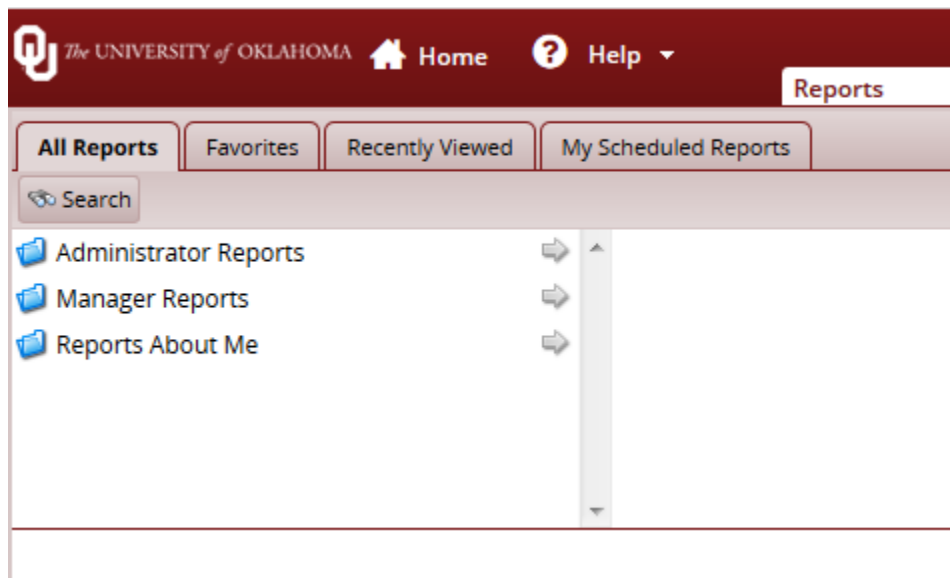 The UNIVERSITY of OKLAHOMA Home ? Help
Reports
All Reports Favorites Recently Viewed My Scheduled Reports
Search
Administrator Reports
Manager Reports
Reports About Me